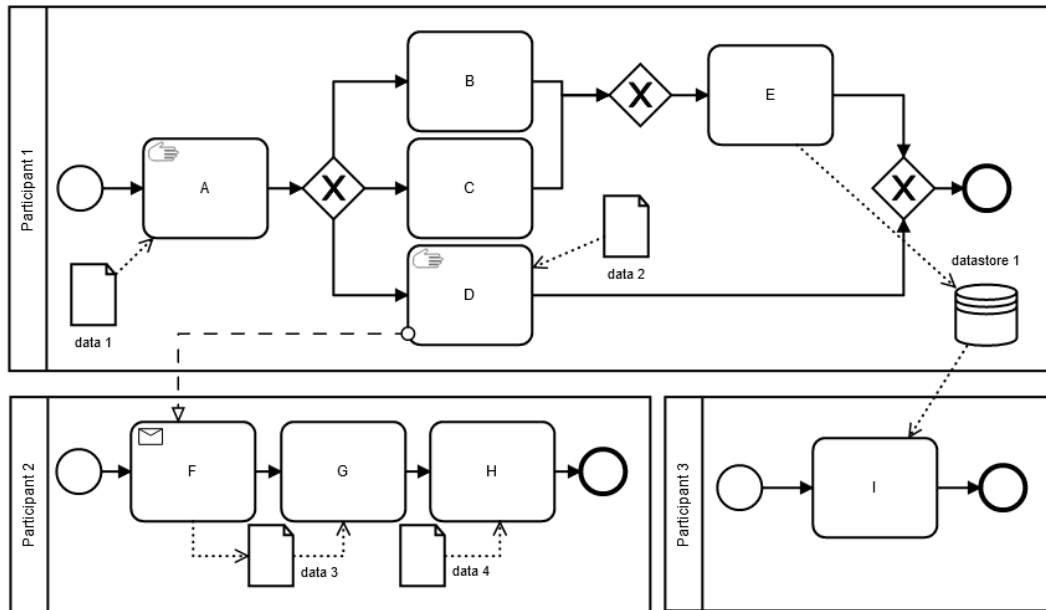 Participant 1
A
B
C
D
E
data 1
data 2
datastore 1
Participant 2
F
G
H
data 3
data 4
Participant 3
I